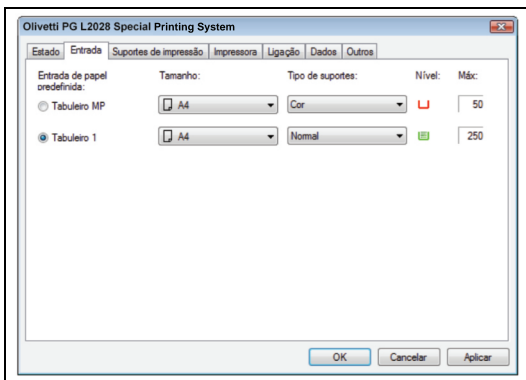 Olivetti PG L2028 Special Printing System
Estado Entrada Suportes de impressão Impressora Ligação Dados Outros
Entrada de papel predefinida: Tamanho: Tipo de suportes: Nível: Máx:
Tabuleiro MP A4 Cor 50
Tabuleiro 1 A4 Normal 250
OK Cancelar Aplicar